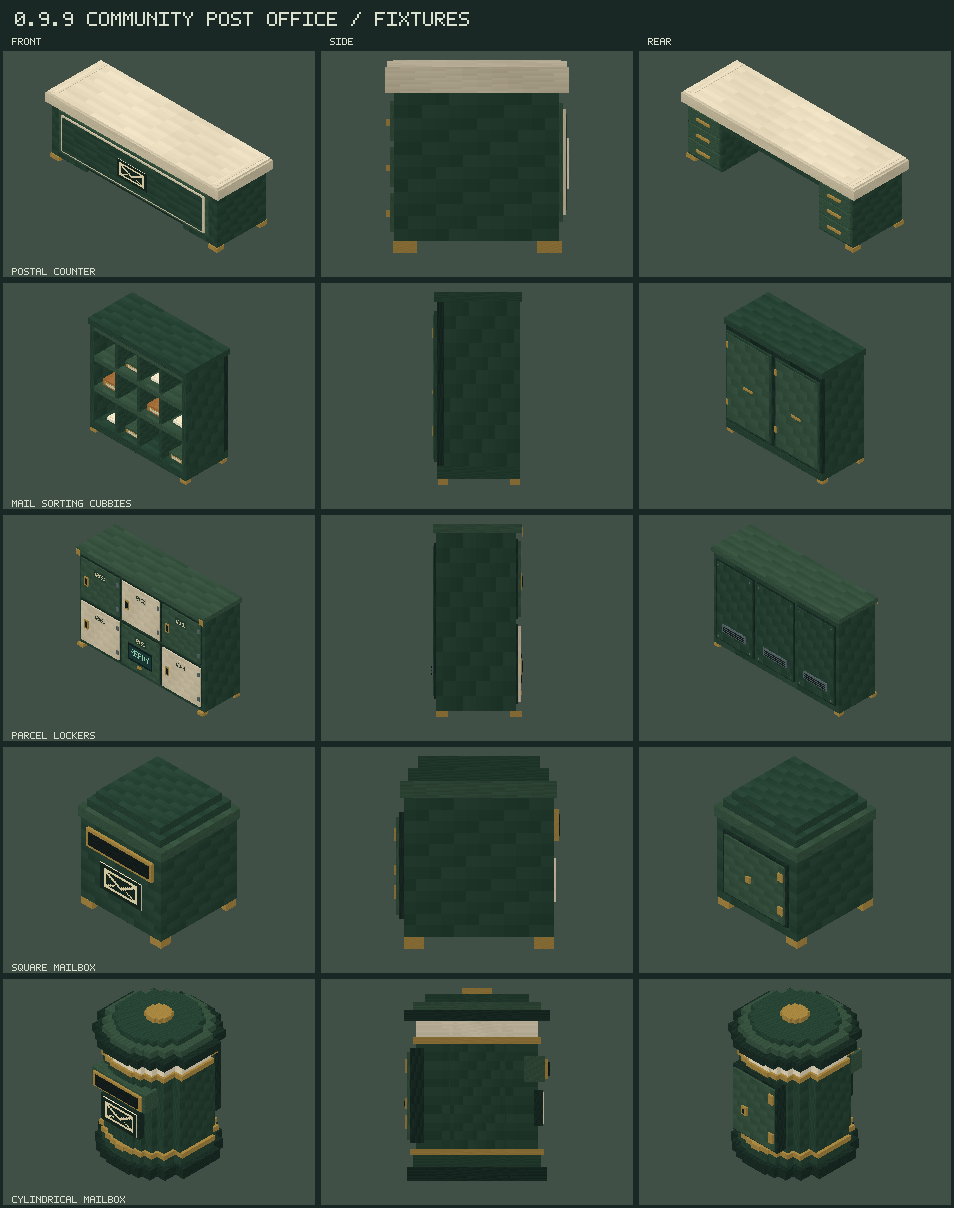 0.9.9 COMMUNITY POST OFFICE / FIXTURES
FRONT
SIDE
REAR
POSTAL COUNTER
MAIL SORTING CUBBIES
PARCEL LOCKERS
SQUARE MAILBOX
CYLINDRICAL MAILBOX